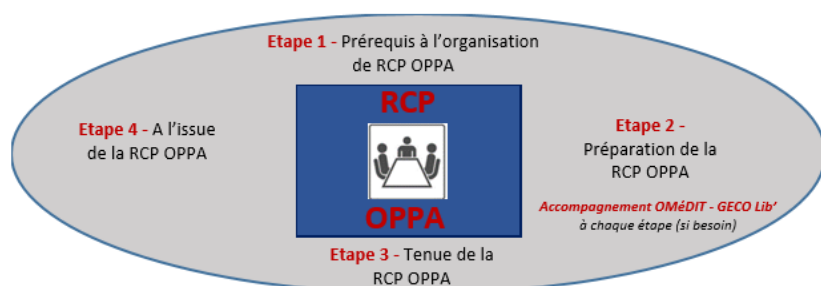 Etape 1 - Prérequis à l'organisation
de RCP OPPA
RCP
OPPA
Etape 2 -
Préparation de la
RCP OPPA
Accompagnement OMéDIT - GECO Lib'
à chaque étape (si besoin)
Etape 3 - Tenue de la
RCP OPPA
Etape 4 - A l'issue
de la RCP OPPA